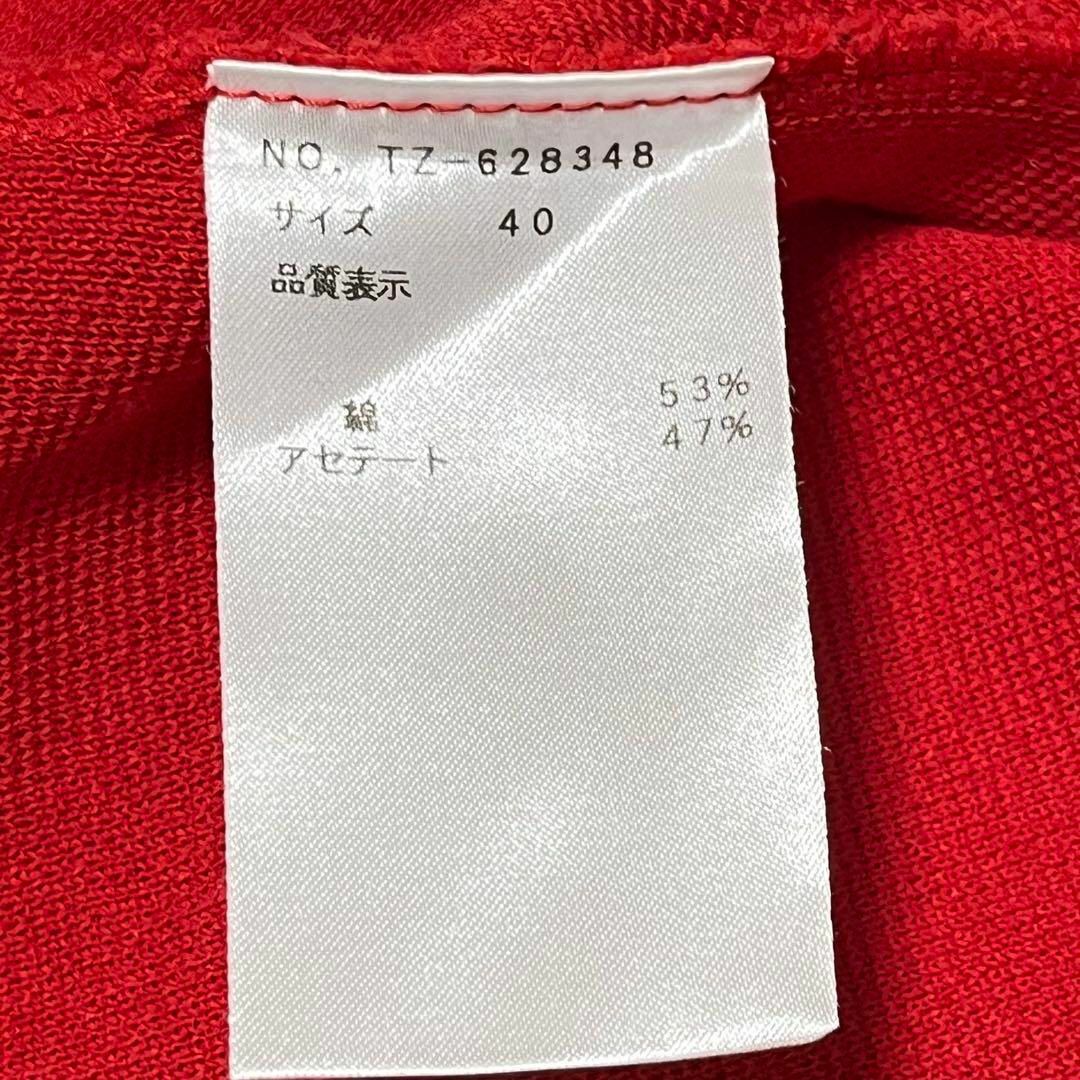 NO. TZ-628348
サイズ 40
品質表示
綿 53%
アセテート 47%